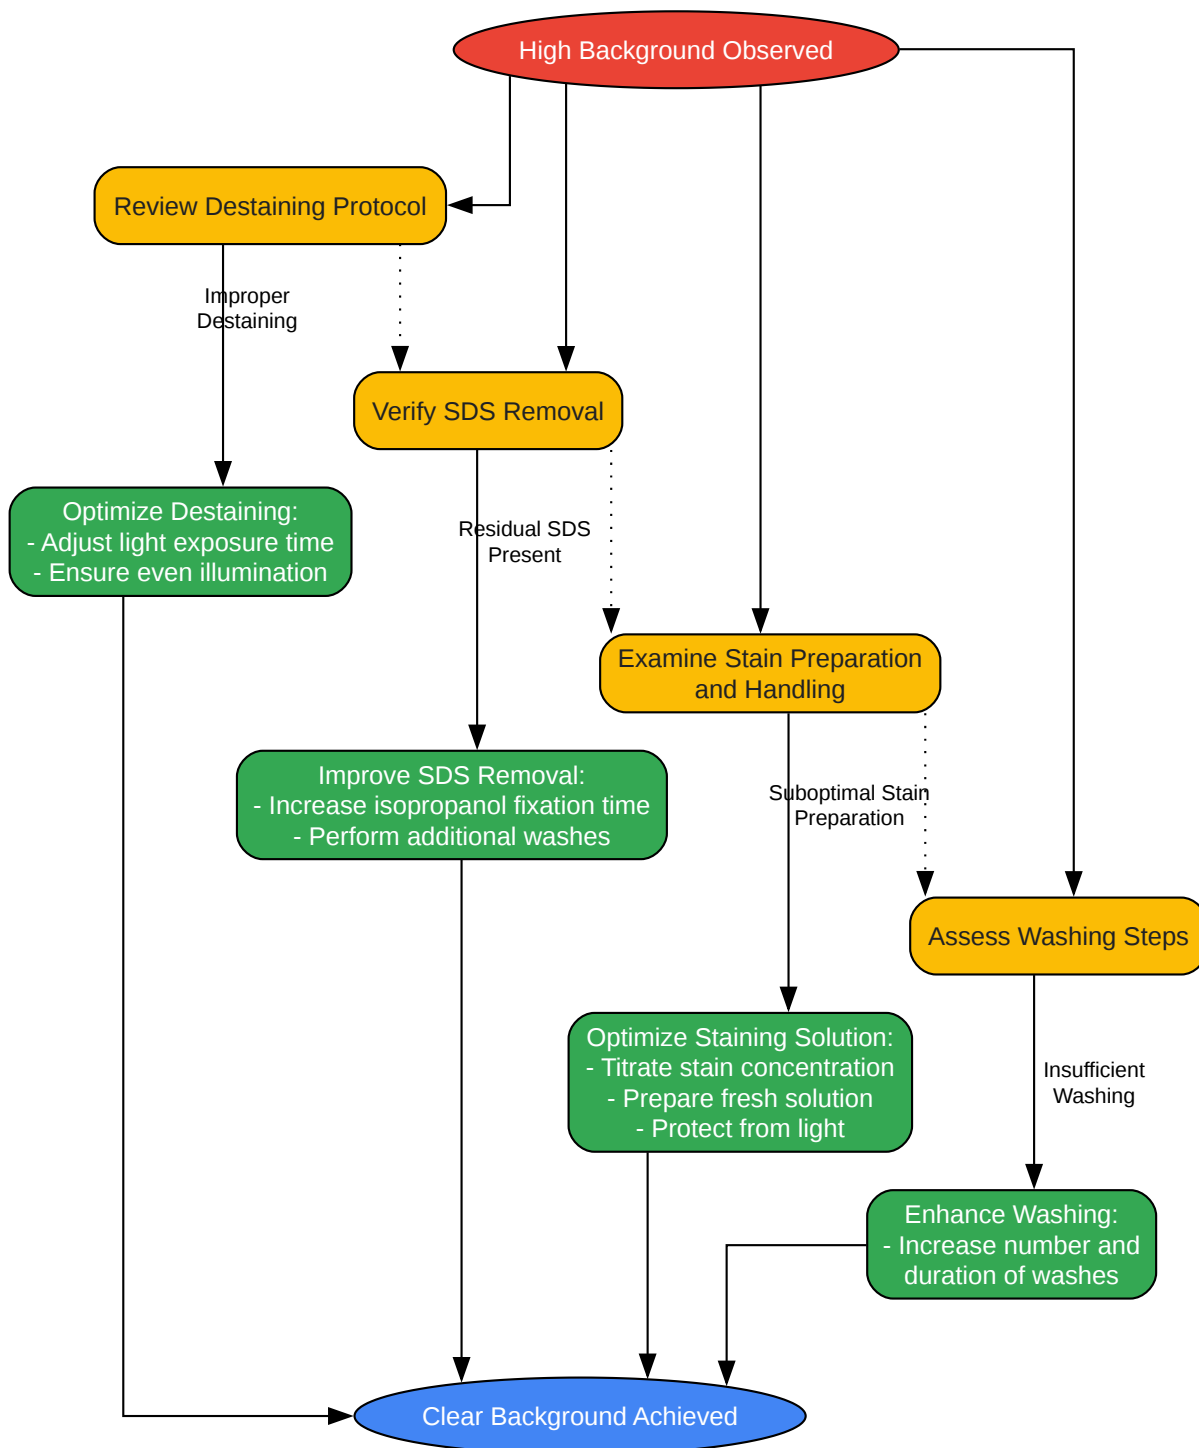 High Background Observed
Review Destaining Protocol
Improper
Destaining
Verify SDS Removal
Optimize Destaining:
- Adjust light exposure time
- Ensure even illumination
Residual SDS
Present
Examine Stain Preparation
and Handling
Improve SDS Removal:
- Increase isopropanol fixation time
- Perform additional washes
Suboptimal Stain
Preparation
Assess Washing Steps
Optimize Staining Solution:
- Titrate stain concentration
- Prepare fresh solution
- Protect from light
Insufficient
Washing
Enhance Washing:
- Increase number and
duration of washes
Clear Background Achieved